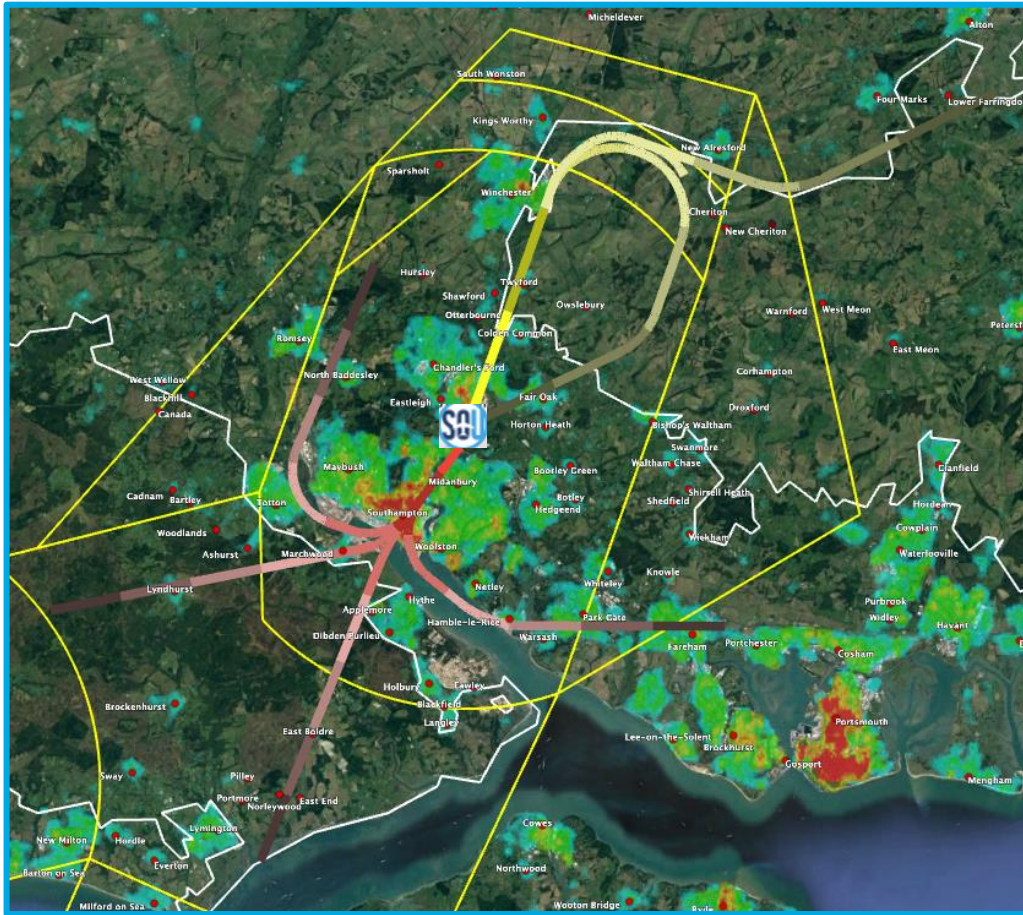 Micheldever
Alton
South Wonston
Four Marks
Kings Worthy
New Alresford
Sparsholt
Winchester
Cheriton
New Cheriton
Hursley
Twyford
Shawford
Owslebury
Otterbourne
Warnford
West Meon
Colden Common
Romsey
East Meon
Chandler's Ford
North Baddesley
Corhampton
West Wellow
Blackhill
Eastleigh
Fair Oak
Canada
SOU
Droxford
Horton Heath
Bishop's Waltham
Swanmore
Maybush
Waltham Chase
Midanbury
Bootley Green
Clanfield
Cadnam
Bartley
Botley
Shirrell Heath
Totton
Shedfield
Hedgeend
Horndean
Southampton
Woodlands
Cowplain
Wickham
Woolston
Ashurst
Marchwood
Waterlooville
Knowle
Whiteley
Lyndhurst
Netley
Hythe
Purbrook
Applemore
Park Gate
Widley
Hamble-le-Rice
Havant
Dibden Purlieu
Warsash
Fareham
Portchester
Cosham
Holbury
Fawley
Brockenhurst
Blackfield
Langley
Portsmouth
East Boldre
Lee-on-the-Solent
Brockhurst
Gosport
Sway
Pilley
Mengham
Portmore
East End
Norleywood
Cowes
Lymington
New Milton
Hordle
Everton
Northwood
Barton on Sea
Milford on Sea
Wooton Bridge
Ryde